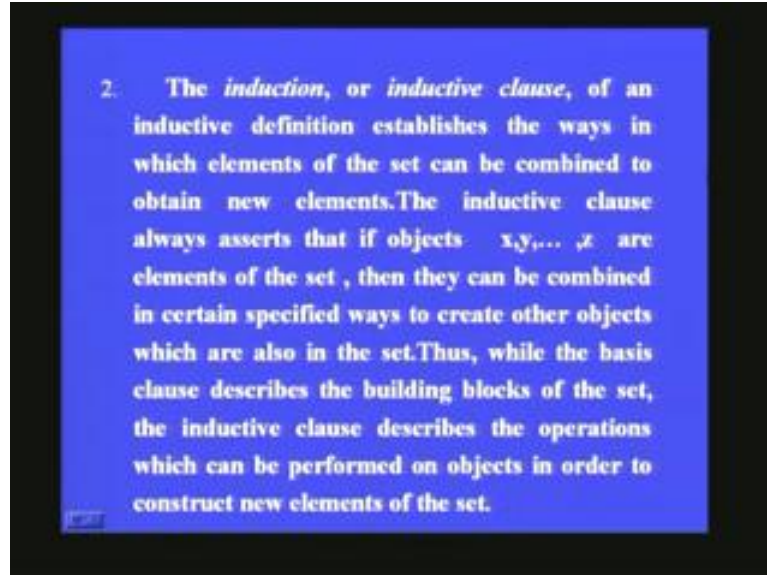 2. The induction, or inductive clause, of an
inductive definition establishes the ways in
which elements of the set can be combined to
obtain new elements.The inductive clause
always asserts that if objects x,y,... ,z are
elements of the set , then they can be combined
in certain specified ways to create other objects
which are also in the set.Thus, while the basis
clause describes the building blocks of the set,
the inductive clause describes the operations
which can be performed on objects in order to
construct new elements of the set.